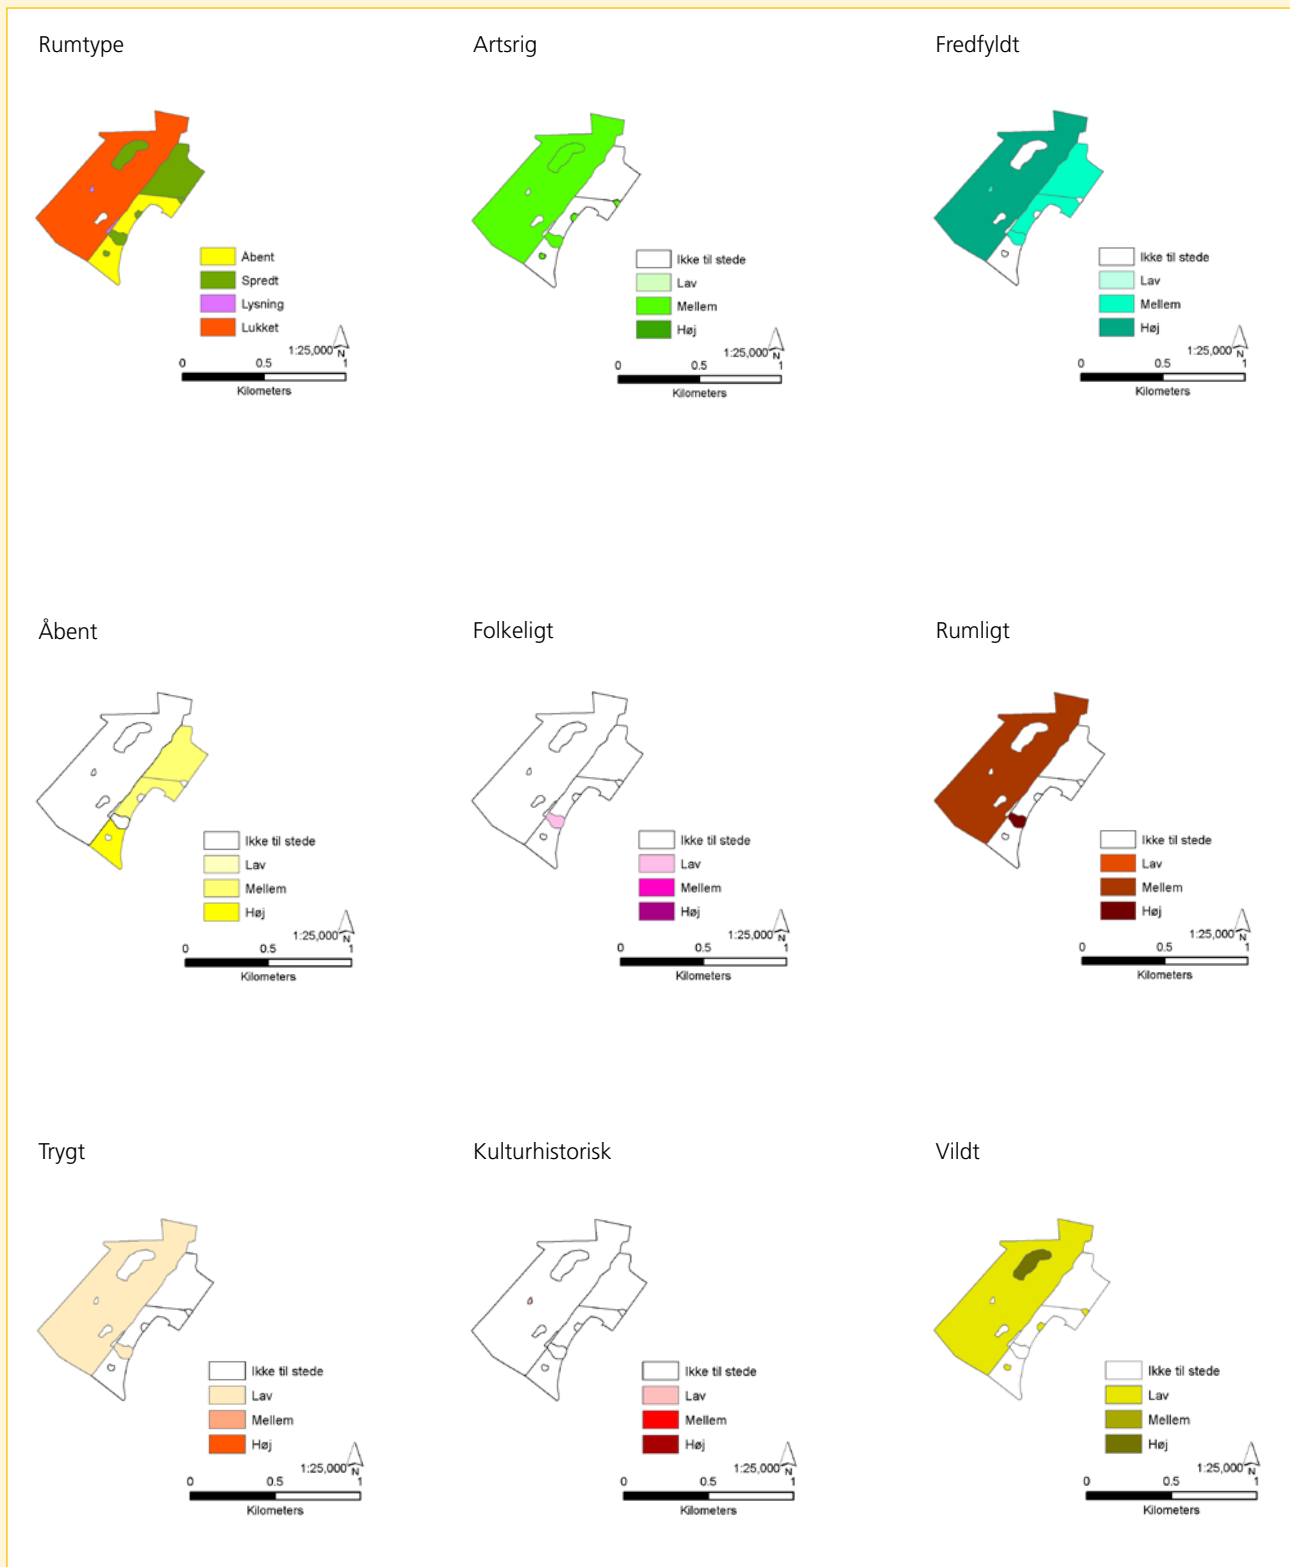 Rumtype
Åbent
Spredt
Lysning
Lukket
1:25,000
N
0 0.5 1
Kilometers
Artsrig
Ikke til stede
Lav
Mellem
Høj
1:25,000
N
0 0.5 1
Kilometers
Fredfyldt
Ikke til stede
Lav
Mellem
Høj
1:25,000
N
0 0.5 1
Kilometers
Åbent
Ikke til stede
Lav
Mellem
Høj
1:25,000
N
0 0.5 1
Kilometers
Folkeligt
Ikke til stede
Lav
Mellem
Høj
1:25,000
N
0 0.5 1
Kilometers
Rumligt
Ikke til stede
Lav
Mellem
Høj
1:25,000
N
0 0.5 1
Kilometers
Trygt
Ikke til stede
Lav
Mellem
Høj
1:25,000
N
0 0.5 1
Kilometers
Kulturhistorisk
Ikke til stede
Lav
Mellem
Høj
1:25,000
N
0 0.5 1
Kilometers
Vildt
Ikke til stede
Lav
Mellem
Høj
1:25,000
N
0 0.5 1
Kilometers